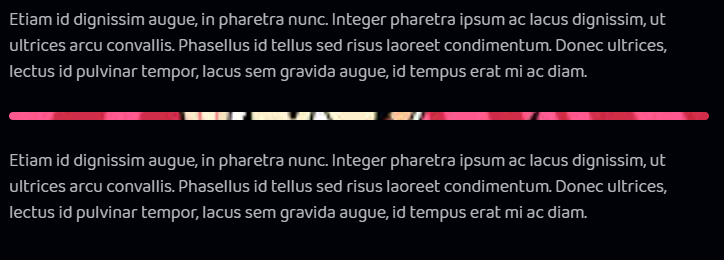 Etiam id dignissim augue, in pharetra nunc. Integer pharetra ipsum ac lacus dignissim, ut
ultrices arcu convallis. Phasellus id tellus sed risus laoreet condimentum. Donec ultrices,
lectus id pulvinar tempor, lacus sem gravida augue, id tempus erat mi ac diam.
Etiam id dignissim augue, in pharetra nunc. Integer pharetra ipsum ac lacus dignissim, ut
ultrices arcu convallis. Phasellus id tellus sed risus laoreet condimentum. Donec ultrices,
lectus id pulvinar tempor, lacus sem gravida augue, id tempus erat mi ac diam.